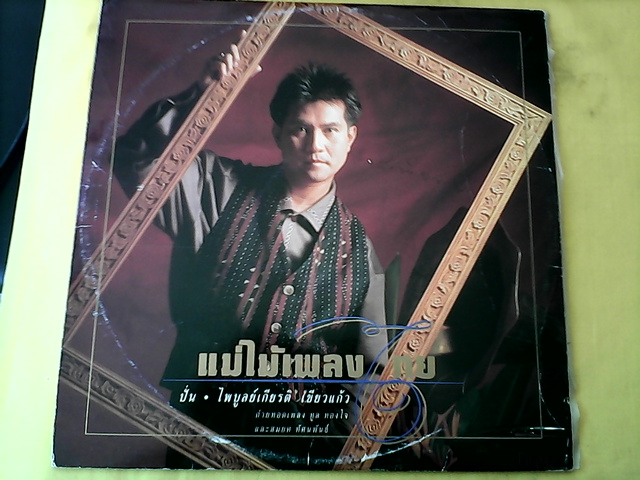 แม่ไม้เพลงไทย
ปั่น • ไพบูลย์เกียรติ เขียวแก้ว
ถ่ายทอดเพลง ทูล ทองใจ
และสมยศ ทัศนพันธ์